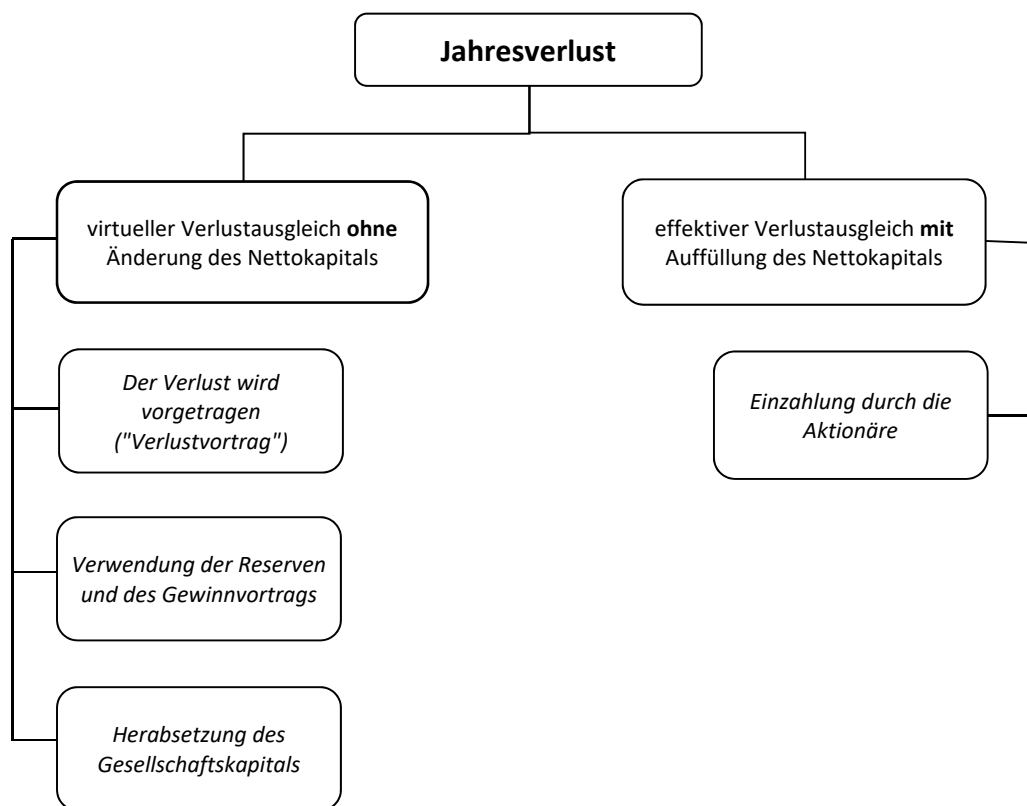 Jahresverlust
virtueller Verlustausgleich ohne
Änderung des Nettokapitals
effektiver Verlustausgleich mit
Auffüllung des Nettokapitals
Der Verlust wird
vorgetragen
("Verlustvortrag")
Einzahlung durch die
Aktionäre
Verwendung der Reserven
und des Gewinnvortrags
Herabsetzung des
Gesellschaftskapitals